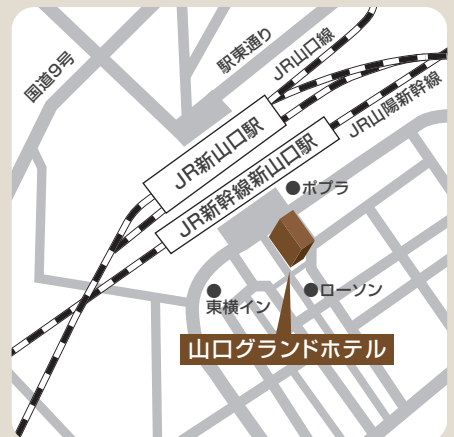 国道9号
駅東通り
JR山口線
JR山陽新幹線
JR新山口駅
JR新幹線新山口駅
ポプラ
東横イン
ローソン
山口グランドホテル